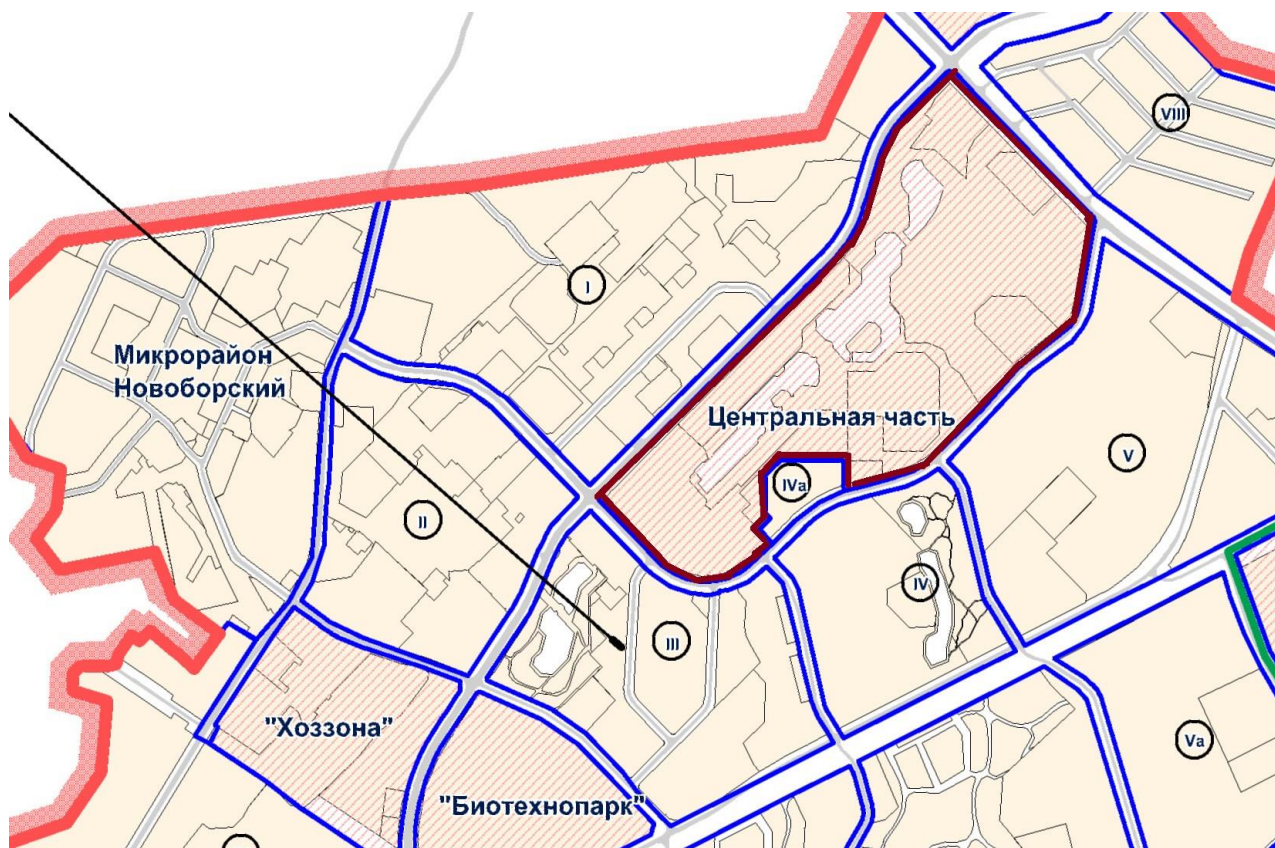 VIII
I
Микрорайон
Новоборский
Центральная часть
V
IVa
II
IV
III
"Хоззона"
Va
"Биотехнопарк"